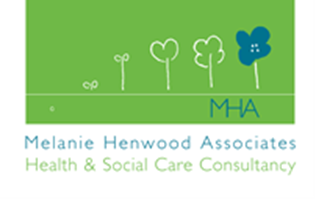 MHA
Melanie Henwood Associates
Health & Social Care Consultancy